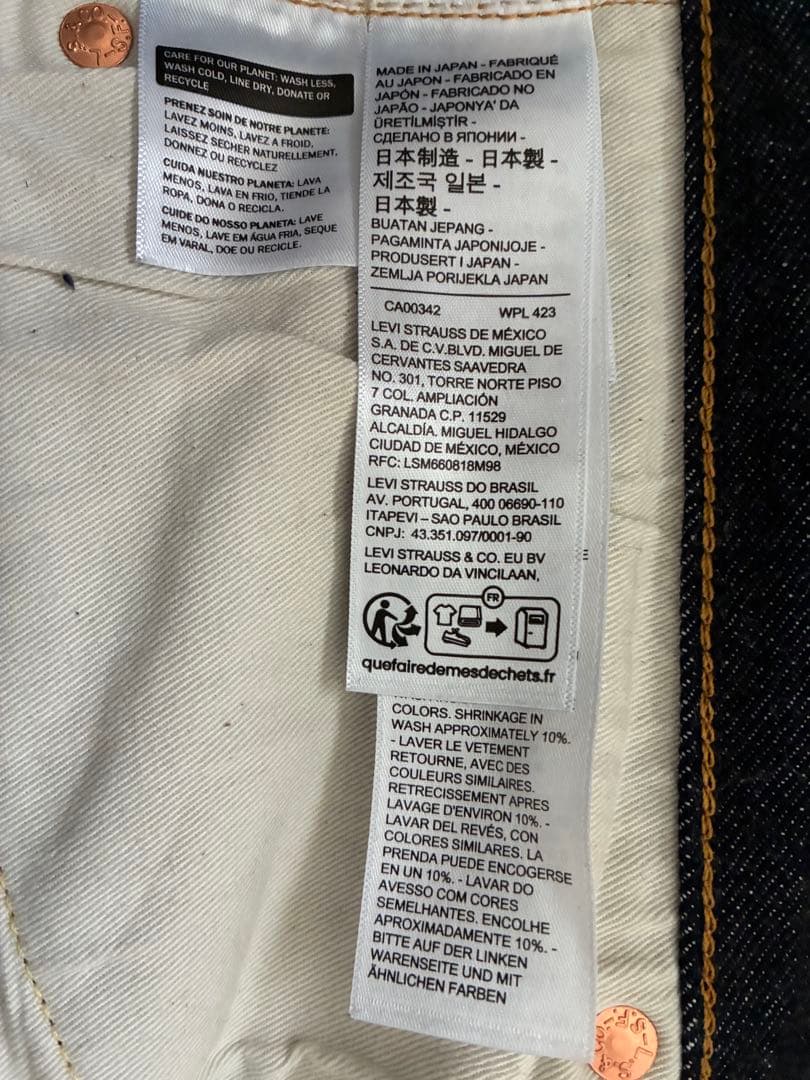 CARE FOR OUR PLANET: WASH LESS,
WASH COLD, LINE DRY, DONATE OR
RECYCLE
PRENEZ SOIN DE NOTRE PLANETE:
LAVEZ MOINS, LAVEZ A FROID,
LAISSEZ SECHER NATURELLEMENT,
DONNEZ OU RECYCLEZ
CUIDA NUESTRO PLANETA: LAVA
MENOS, LAVA EN FRIO, TIENDE LA
ROPA, DONA O RECICLA.
CUIDE DO NOSSO PLANETA: LAVE
MENOS, LAVE EM ÁGUA FRIA, SEQUE
EM VARAL, DOE OU RECICLE.
MADE IN JAPAN - FABRIQUÉ
AU JAPON - FABRICADO EN
JAPÓN - FABRICADO NO
JAPÃO - JAPONYA' DA
ÜRETİLMİŞTİR -
СДЕЛАНО В ЯПОНИИ -
日本制造 - 日本製 -
제조국 일본 -
日本製 -
BUATAN JEPANG -
PAGAMINTA JAPONIJOJE -
PRODUSERT I JAPAN -
ZEMLJA PORIJEKLA JAPAN
CA00342 WPL 423
LEVI STRAUSS DE MÉXICO
S.A. DE C.V.BLVD. MIGUEL DE
CERVANTES SAAVEDRA
NO. 301, TORRE NORTE PISO
7 COL. AMPLIACIÓN
GRANADA C.P. 11529
ALCALDÍA. MIGUEL HIDALGO
CIUDAD DE MÉXICO, MÉXICO
RFC: LSM660818M98
LEVI STRAUSS DO BRASIL
AV. PORTUGAL, 400 06690-110
ITAPEVI – SAO PAULO BRASIL
CNPJ: 43.351.097/0001-90
LEVI STRAUSS & CO. EU BV
LEONARDO DA VINCILAAN,
FR
quefairedemesdechets.fr
COLORS. SHRINKAGE IN
WASH APPROXIMATELY 10%.
- LAVER LE VETEMENT
RETOURNE, AVEC DES
COULEURS SIMILAIRES.
RETRECISSEMENT APRES
LAVAGE D'ENVIRON 10%. -
LAVAR DEL REVÉS, CON
COLORES SIMILARES. LA
PRENDA PUEDE ENCOGERSE
EN UN 10%. - LAVAR DO
AVESSO COM CORES
SEMELHANTES. ENCOLHE
APROXIMADAMENTE 10%. -
BITTE AUF DER LINKEN
WARENSEITE UND MIT
ÄHNLICHEN FARBEN